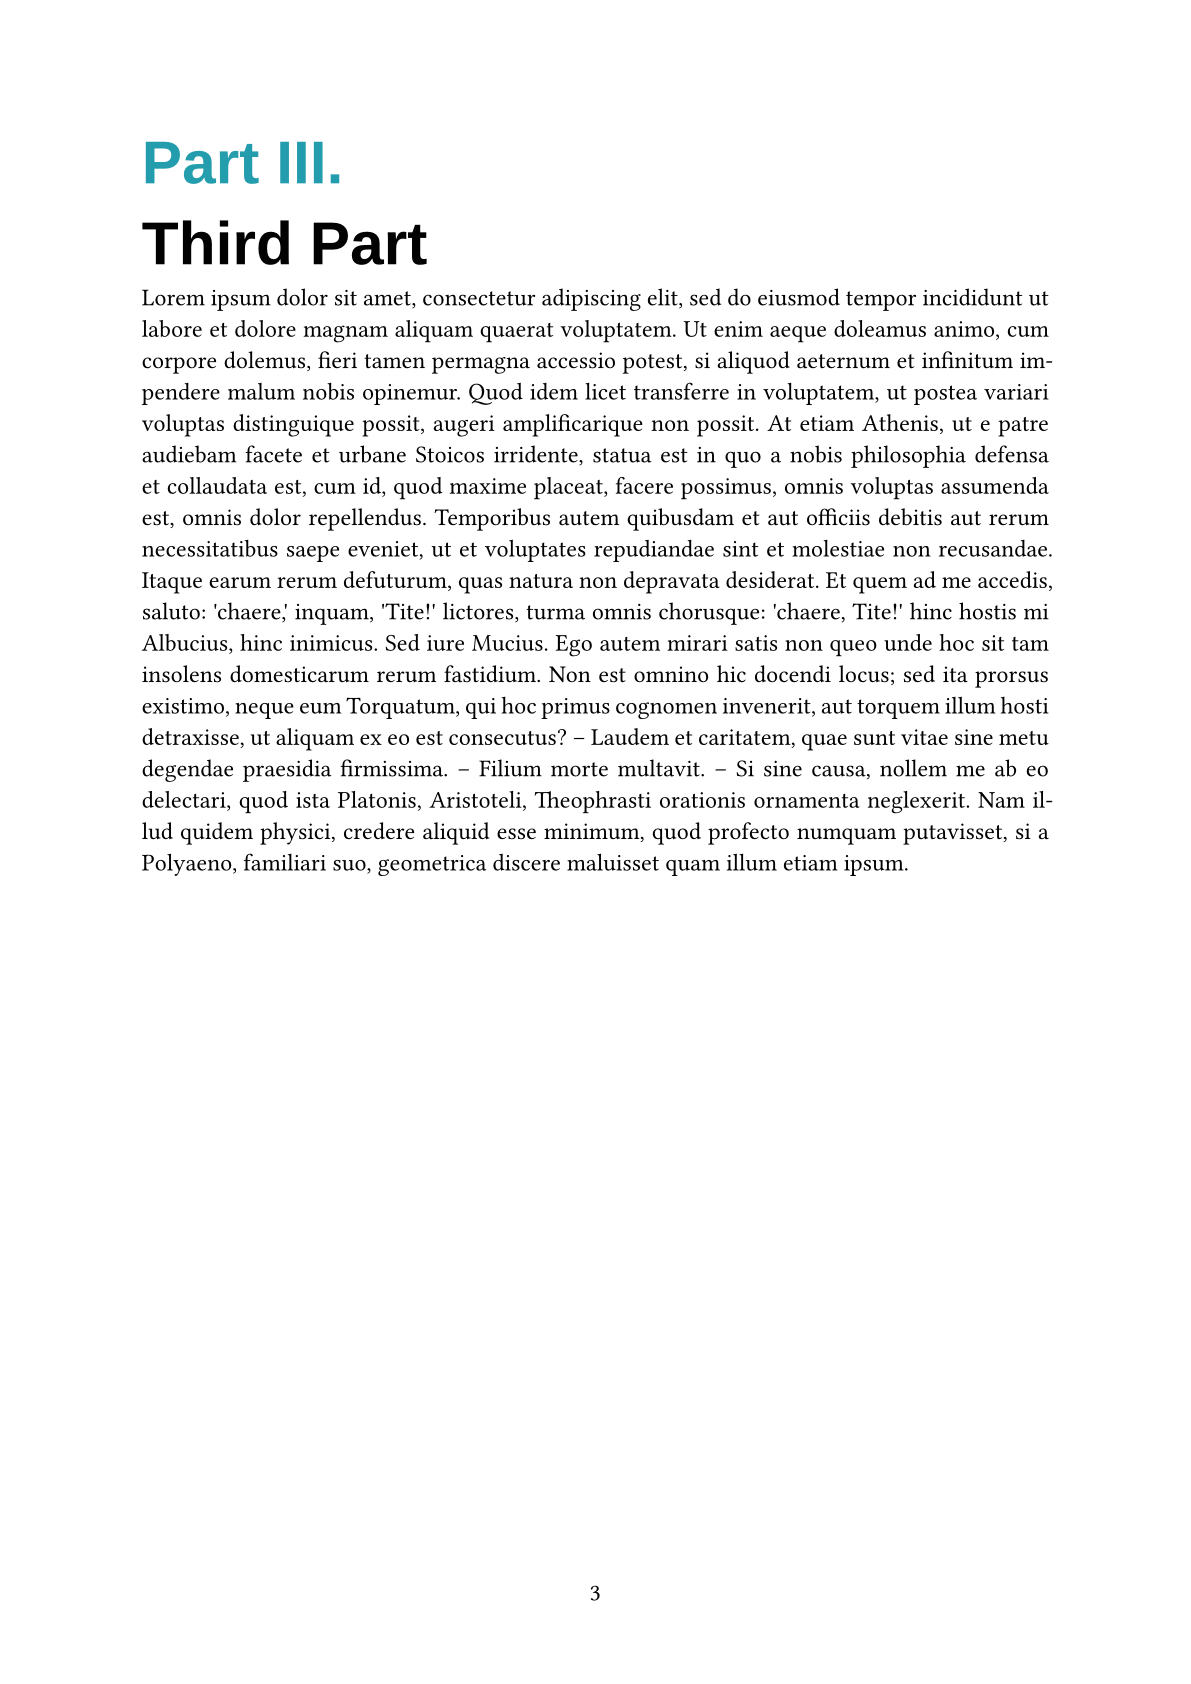 Part III.
Third Part
Lorem ipsum dolor sit amet, consectetur adipiscing elit, sed do eiusmod tempor incididunt ut
labore et dolore magnam aliquam quaerat voluptatem. Ut enim aeque doleamus animo, cum
corpore dolemus, fieri tamen permagna accessio potest, si aliquod aeternum et infinitum im-
pendere malum nobis opinemur. Quod idem licet transferre in voluptatem, ut postea variari
voluptas distinguique possit, augeri amplificarique non possit. At etiam Athenis, ut e patre
audiebam facete et urbane Stoicos irridente, statua est in quo a nobis philosophia defensa
et collaudata est, cum id, quod maxime placeat, facere possimus, omnis voluptas assumenda
est, omnis dolor repellendus. Temporibus autem quibusdam et aut officiis debitis aut rerum
necessitatibus saepe eveniet, ut et voluptates repudiandae sint et molestiae non recusandae.
Itaque earum rerum defuturum, quas natura non depravata desiderat. Et quem ad me accedis,
saluto: 'chaere,' inquam, 'Tite!' lictores, turma omnis chorusque: 'chaere, Tite!' hinc hostis mi
Albucius, hinc inimicus. Sed iure Mucius. Ego autem mirari satis non queo unde hoc sit tam
insolens domesticarum rerum fastidium. Non est omnino hic docendi locus; sed ita prorsus
existimo, neque eum Torquatum, qui hoc primus cognomen invenerit, aut torquem illum hosti
detraxisse, ut aliquam ex eo est consecutus? – Laudem et caritatem, quae sunt vitae sine metu
degendae praesidia firmissima. – Filium morte multavit. – Si sine causa, nollem me ab eo
delectari, quod ista Platonis, Aristoteli, Theophrasti orationis ornamenta neglexerit. Nam il-
lud quidem physici, credere aliquid esse minimum, quod profecto numquam putavisset, si a
Polyaeno, familiari suo, geometrica discere maluisset quam illum etiam ipsum.
3